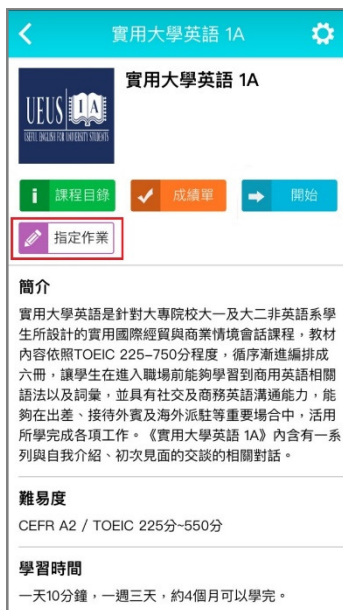 實用大學英語 1A
實用大學英語 1A
UEUS 1A
USEFUL ENGLISH FOR UNIVERSITY STUDENTS
i 課程目錄
成績單
開始
指定作業
簡介
實用大學英語是針對大專院校大一及大二非英語系學
生所設計的實用國際經貿與商業情境會話課程，教材
內容依照TOEIC 225–750分程度，循序漸進編排成
六冊，讓學生在進入職場前能夠學習到商用英語相關
語法以及詞彙，並具有社交及商務英語溝通能力，能
夠在出差、接待外賓及海外派駐等重要場合中，活用
所學完成各項工作。《實用大學英語 1A》內含有一系
列與自我介紹、初次見面的交談的相關對話。
難易度
CEFR A2 / TOEIC 225分~550分
學習時間
一天10分鐘，一週三天，約4個月可以學完。